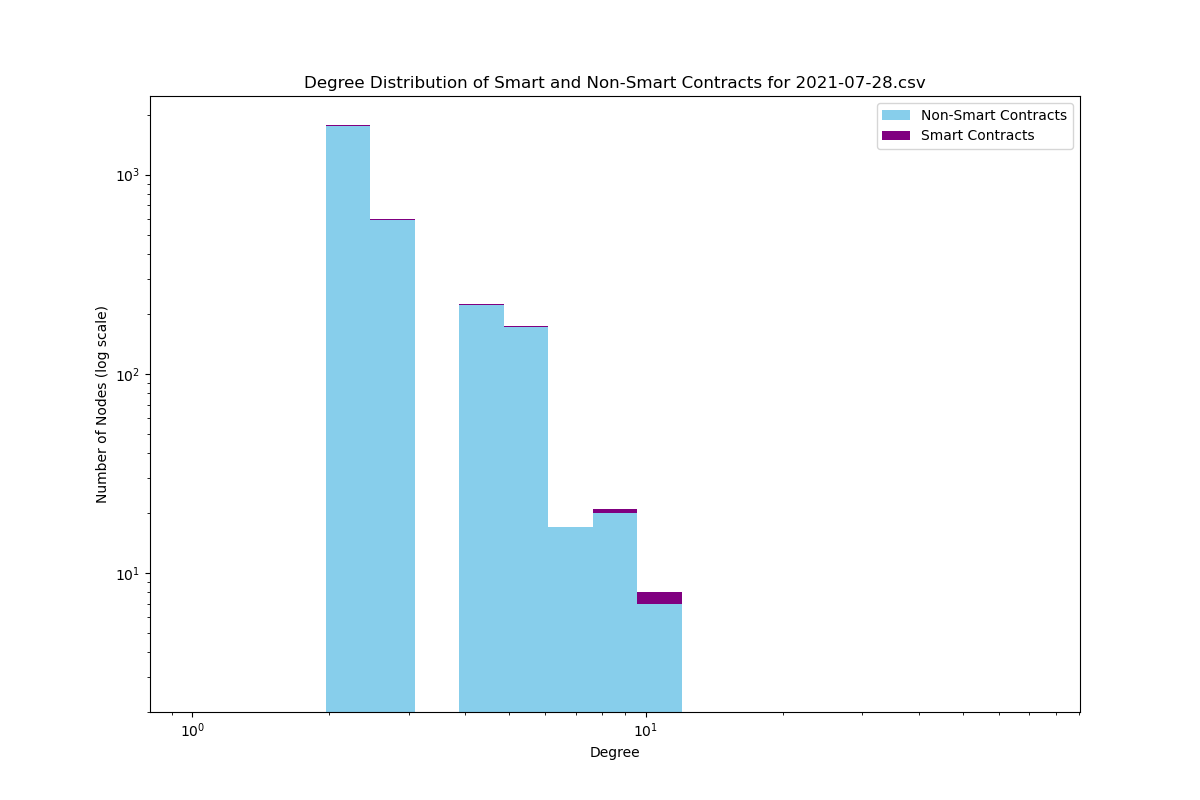 Degree Distribution of Smart and Non-Smart Contracts for 2021-07-28.csv
Non-Smart Contracts
Smart Contracts
Number of Nodes (log scale)
10³
10²
10¹
10⁰
10¹
Degree